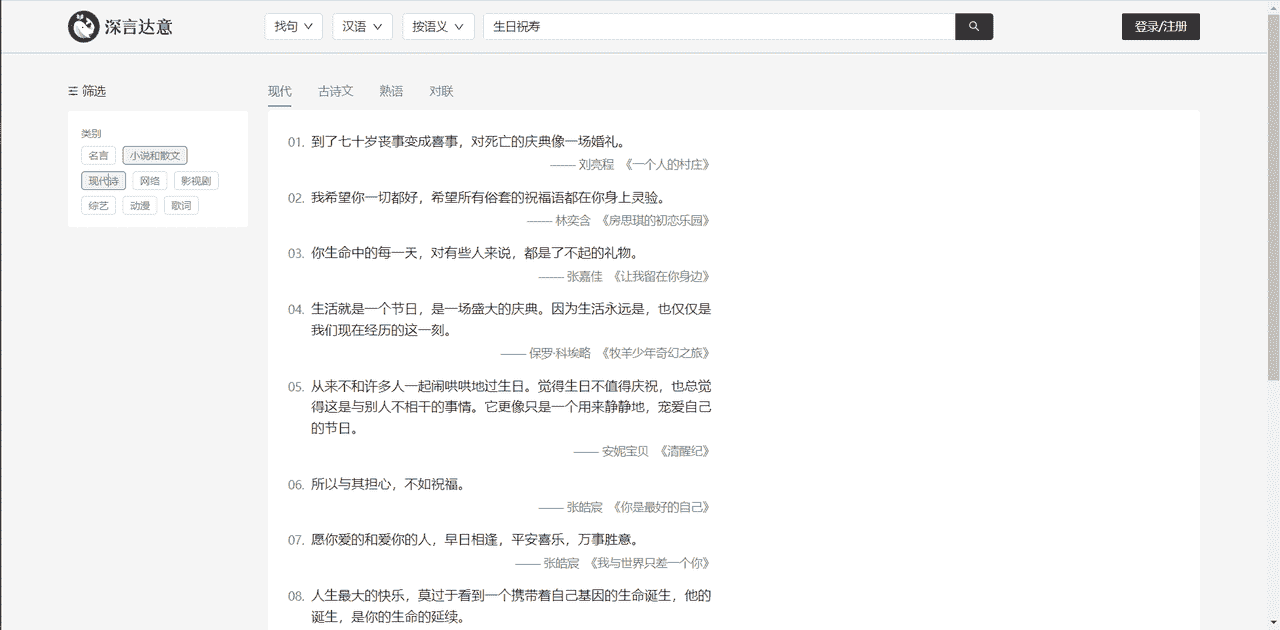 深言达意
找句 汉语 按语义 生日祝寿 登录/注册
筛选
类别
名言 小说和散文
现代诗 网络 影视剧
综艺 动漫 歌词
现代 古诗文 熟语 对联
01. 到了七十岁丧事变成喜事，对死亡的庆典像一场婚礼。
—— 刘亮程 《一个人的村庄》
02. 我希望你一切都好，希望所有俗套的祝福语都在你身上灵验。
—— 林奕含 《房思琪的初恋乐园》
03. 你生命中的每一天，对有些人来说，都是了不起的礼物。
—— 张嘉佳 《让我留在你身边》
04. 生活就是一个节日，是一场盛大的庆典。因为生活永远是，也仅仅是
我们现在经历的这一刻。
—— 保罗·科埃略 《牧羊少年奇幻之旅》
05. 从来不和许多人一起闹哄哄地过生日。觉得生日不值得庆祝，也总觉
得这是与别人不相干的事情。它更像只是一个用来静静地，宠爱自己
的节日。
—— 安妮宝贝 《清醒纪》
06. 所以与其担心，不如祝福。
—— 张皓宸 《你是最好的自己》
07. 愿你爱的和爱你的人，早日相逢，平安喜乐，万事胜意。
—— 张皓宸 《我与世界只差一个你》
08. 人生最大的快乐，莫过于看到一个携带着自己基因的生命诞生，他的
诞生，是你的生命的延续。